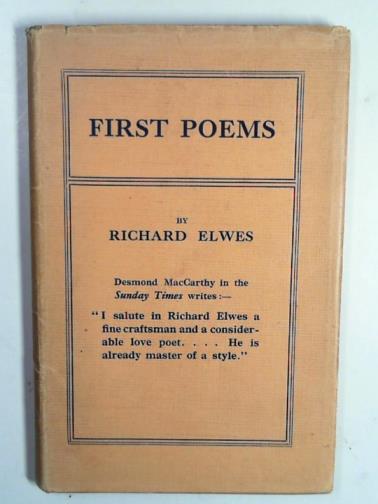 FIRST POEMS
BY
RICHARD ELWES
Desmond MacCarthy in the
Sunday Times writes:—
"I salute in Richard Elwes a
fine craftsman and a consider-
able love poet. . . . He is
already master of a style."